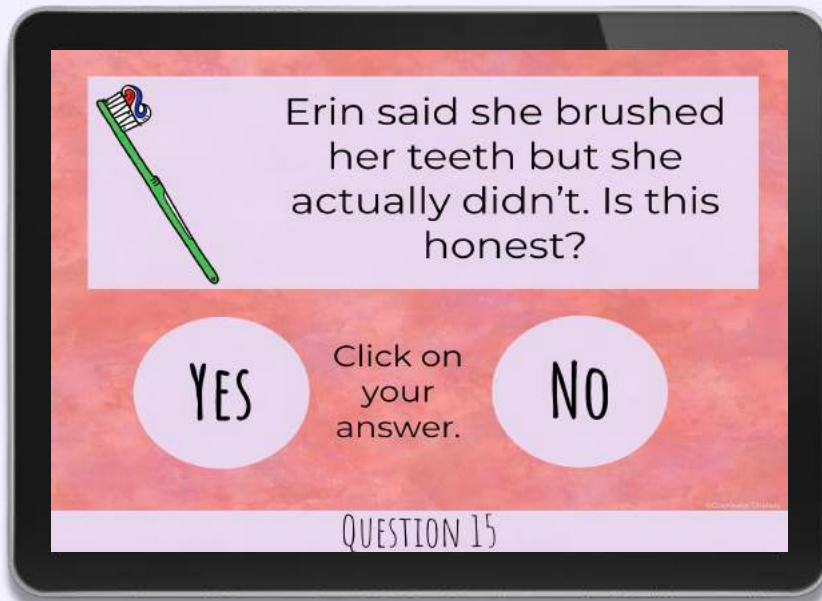 Erin said she brushed
her teeth but she
actually didn't. Is this
honest?
Yes
Click on
your
answer.
No
Question 15